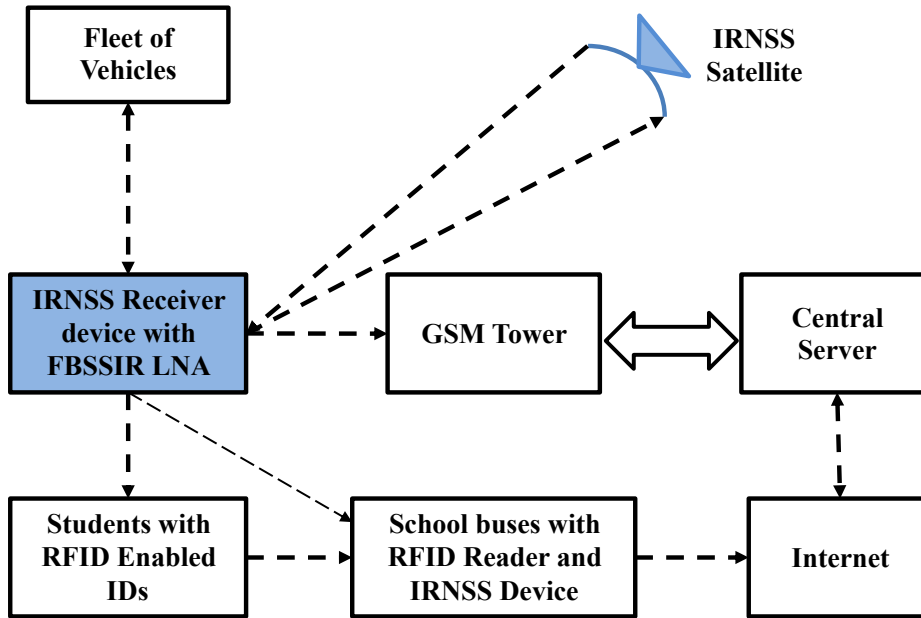 Fleet of
Vehicles
IRNSS
Satellite
IRNSS Receiver
device with
FBSSIR LNA
GSM Tower
Central
Server
Students with
RFID Enabled
IDs
School buses with
RFID Reader and
IRNSS Device
Internet